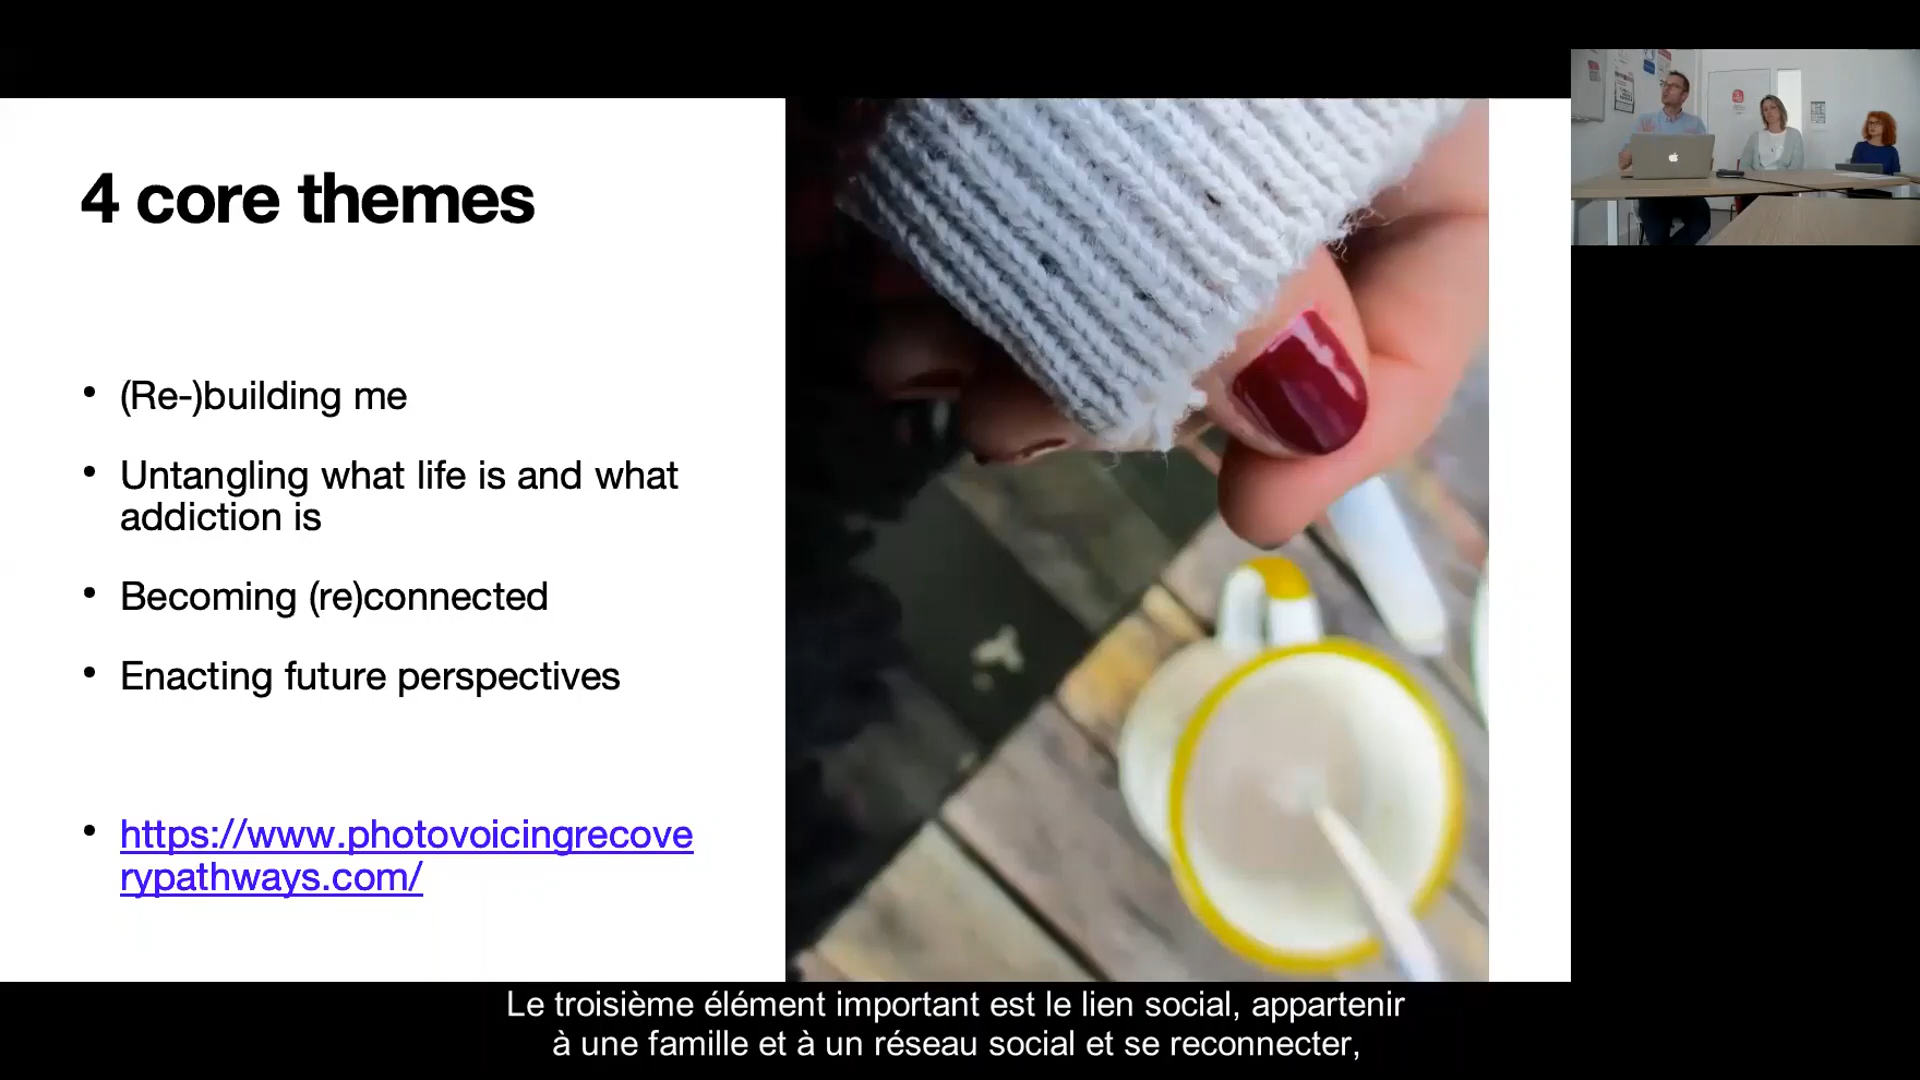 4 core themes
(Re-)building me
Untangling what life is and what
addiction is
Becoming (re)connected
Enacting future perspectives
https://www.photovoicingrecove
rypathways.com/
Le troisième élément important est le lien social, appartenir
à une famille et à un réseau social et se reconnecter,